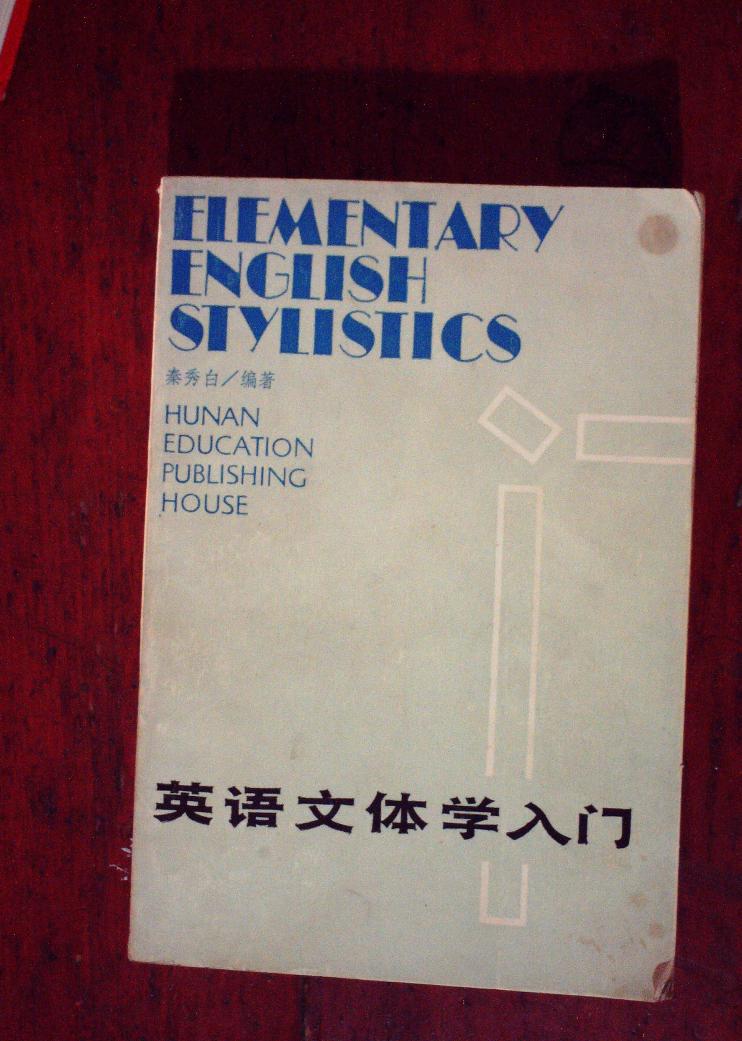 ELEMENTARY
ENGLISH
STYLISTICS
秦秀白/编著
HUNAN
EDUCATION
PUBLISHING
HOUSE
英语文体学入门